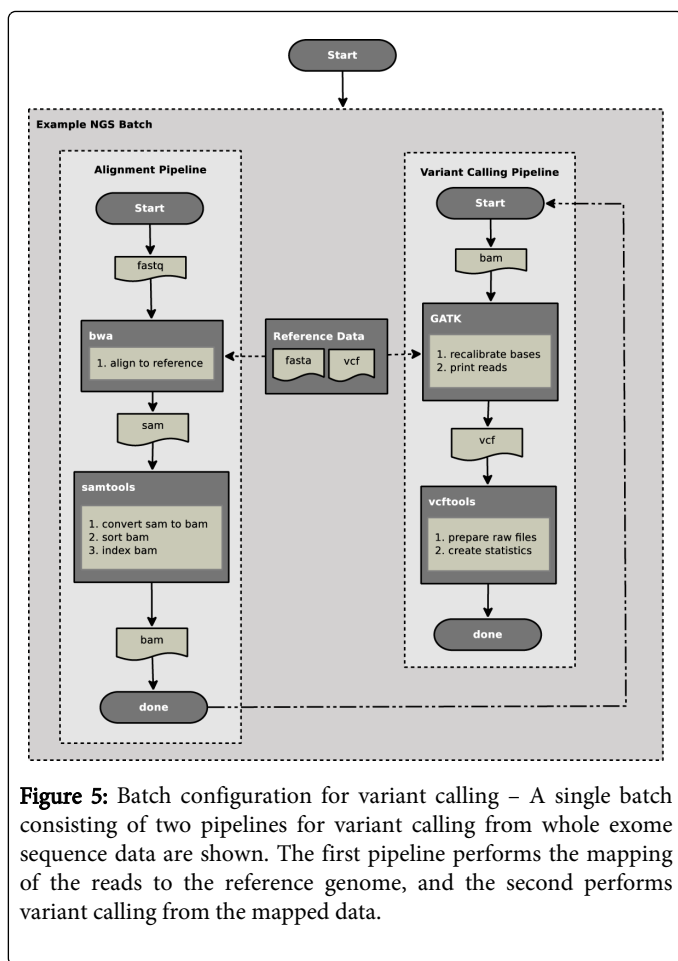 Start
Example NGS Batch
Alignment Pipeline
Start
fastq
bwa
1. align to reference
sam
samtools
1. convert sam to bam
2. sort bam
3. index bam
bam
done
Reference Data
fasta
vcf
Variant Calling Pipeline
Start
bam
GATK
1. recalibrate bases
2. print reads
vcf
vcftools
1. prepare raw files
2. create statistics
done
Figure 5: Batch configuration for variant calling – A single batch
consisting of two pipelines for variant calling from whole exome
sequence data are shown. The first pipeline performs the mapping
of the reads to the reference genome, and the second performs
variant calling from the mapped data.